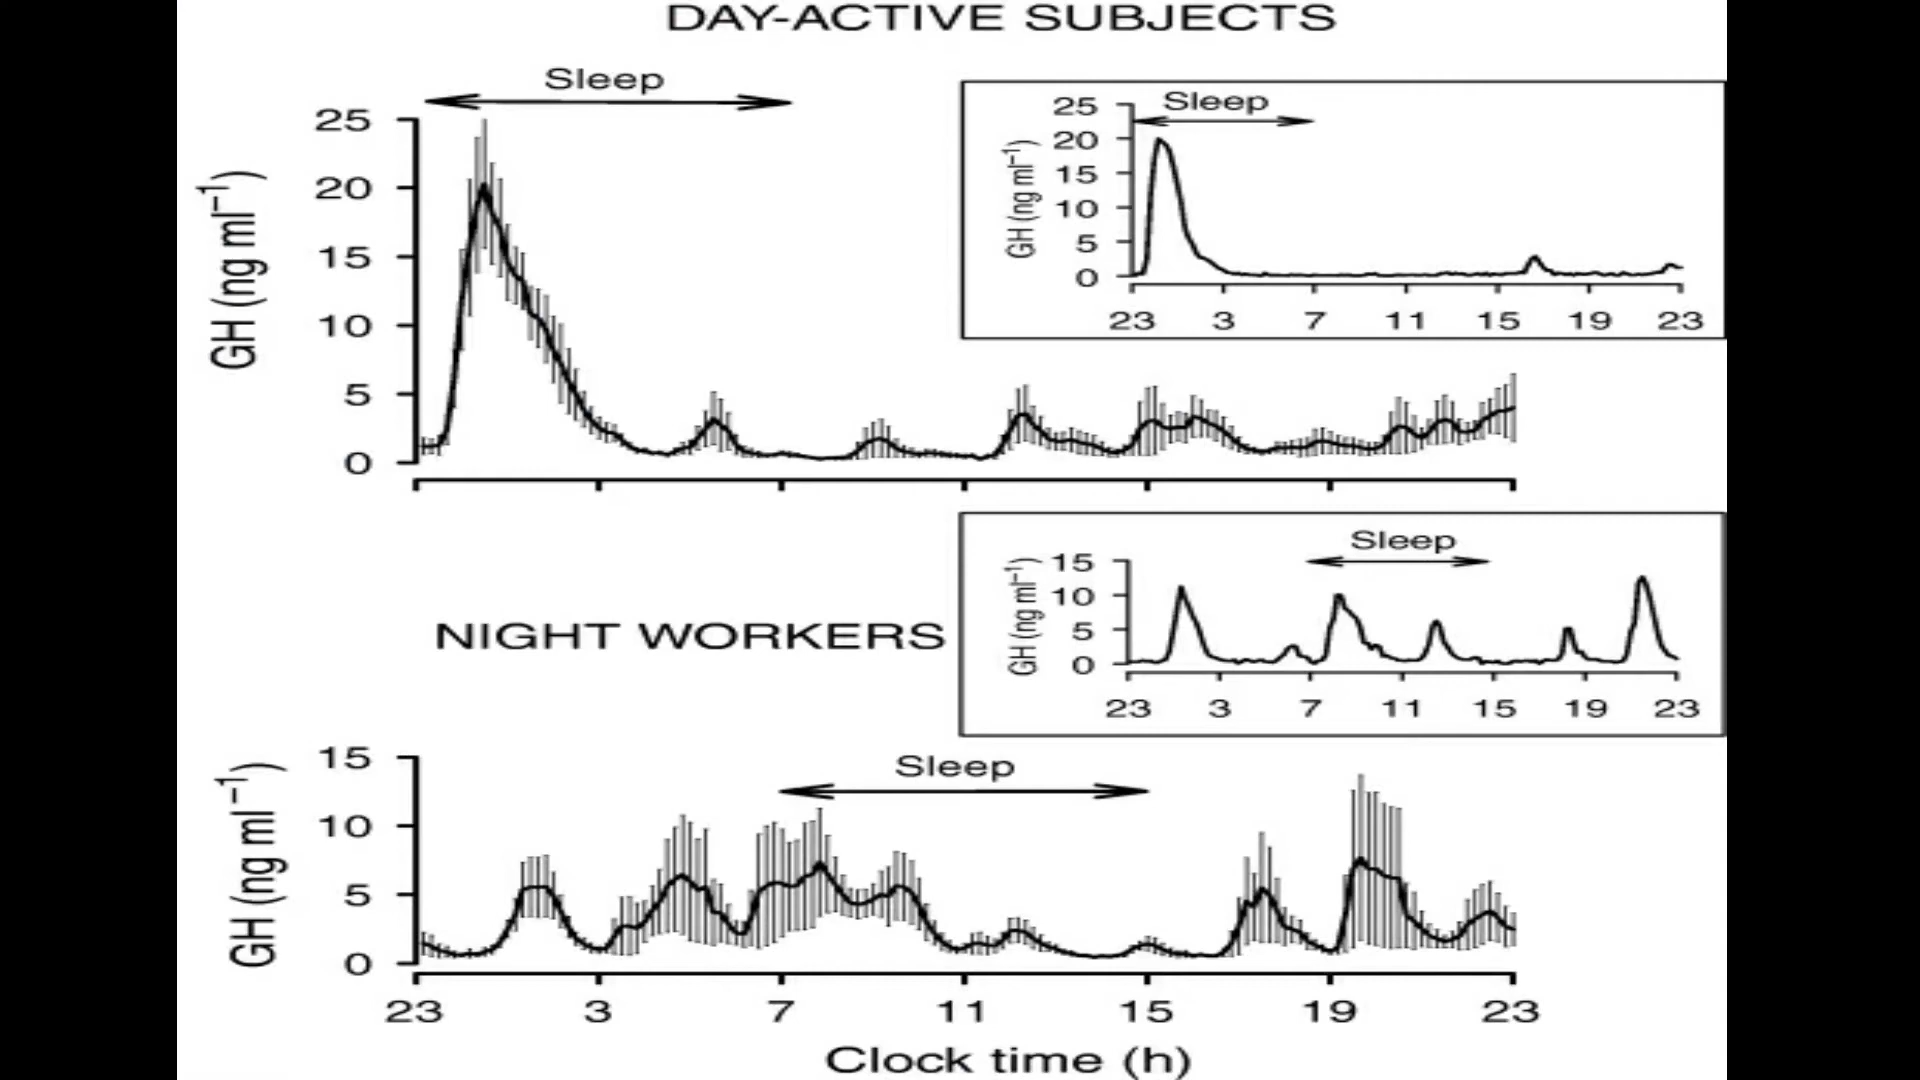 DAY-ACTIVE SUBJECTS
Sleep
25
20
15
10
5
0
GH (ng ml⁻¹)
Sleep
25
20
15
10
5
0
GH (ng ml⁻¹)
23 3 7 11 15 19 23
NIGHT WORKERS
Sleep
15
10
5
0
GH (ng ml⁻¹)
23 3 7 11 15 19 23
Sleep
15
10
5
0
GH (ng ml⁻¹)
23 3 7 11 15 19 23
Clock time (h)